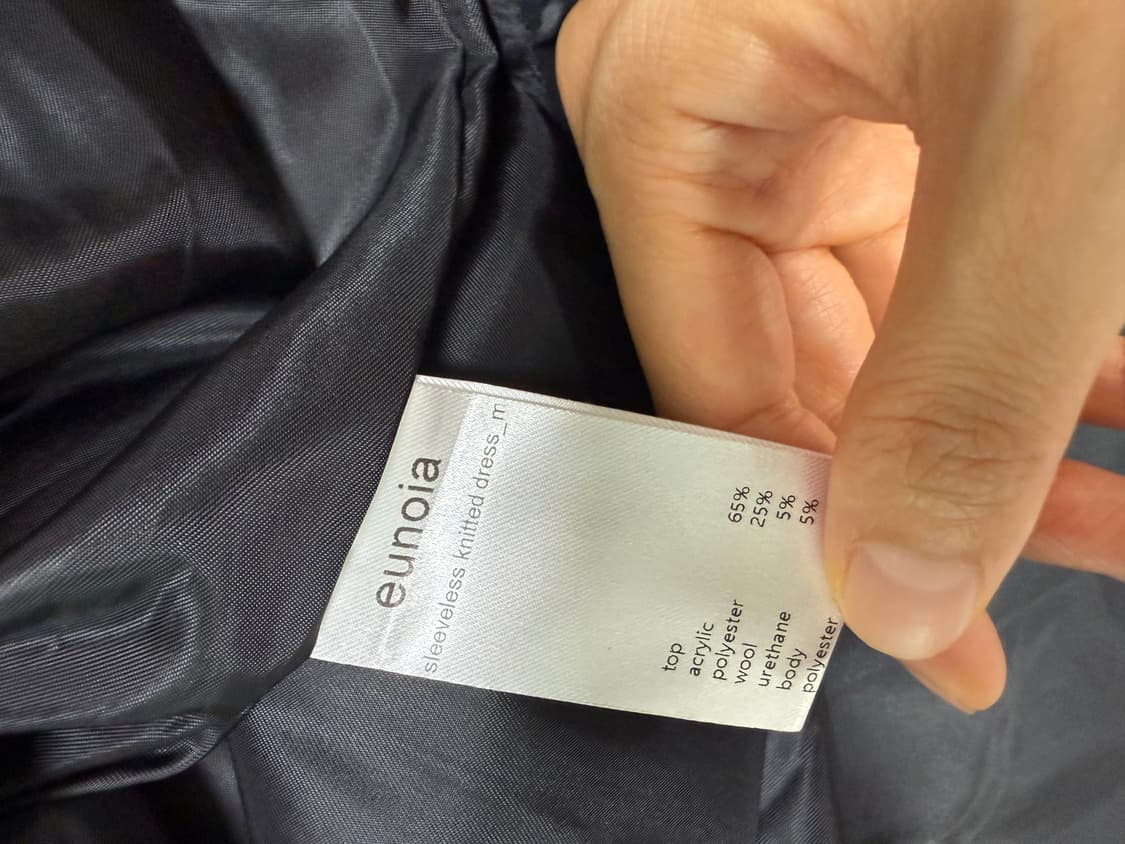 eunoia
sleeveless knitted dress_m
top
acrylic 65%
polyester 25%
wool 5%
urethane 5%
body
polyester